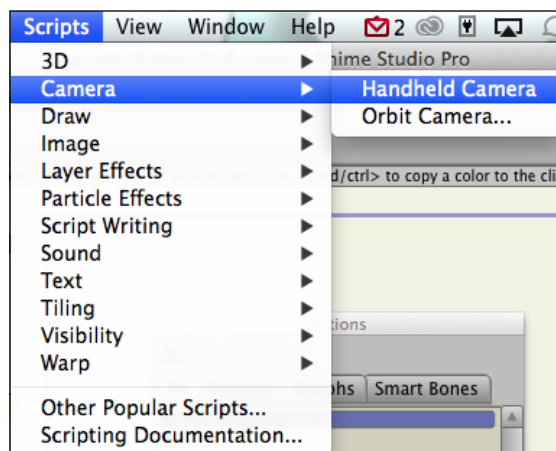 Scripts View Window Help 2
3D
nime Studio Pro
Camera
Handheld Camera
Draw
Orbit Camera...
Image
Layer Effects
d/ctrl> to copy a color to the cli
Particle Effects
Script Writing
Sound
Text
Tiling
tions
Visibility
Warp
phs Smart Bones
Other Popular Scripts...
Scripting Documentation...